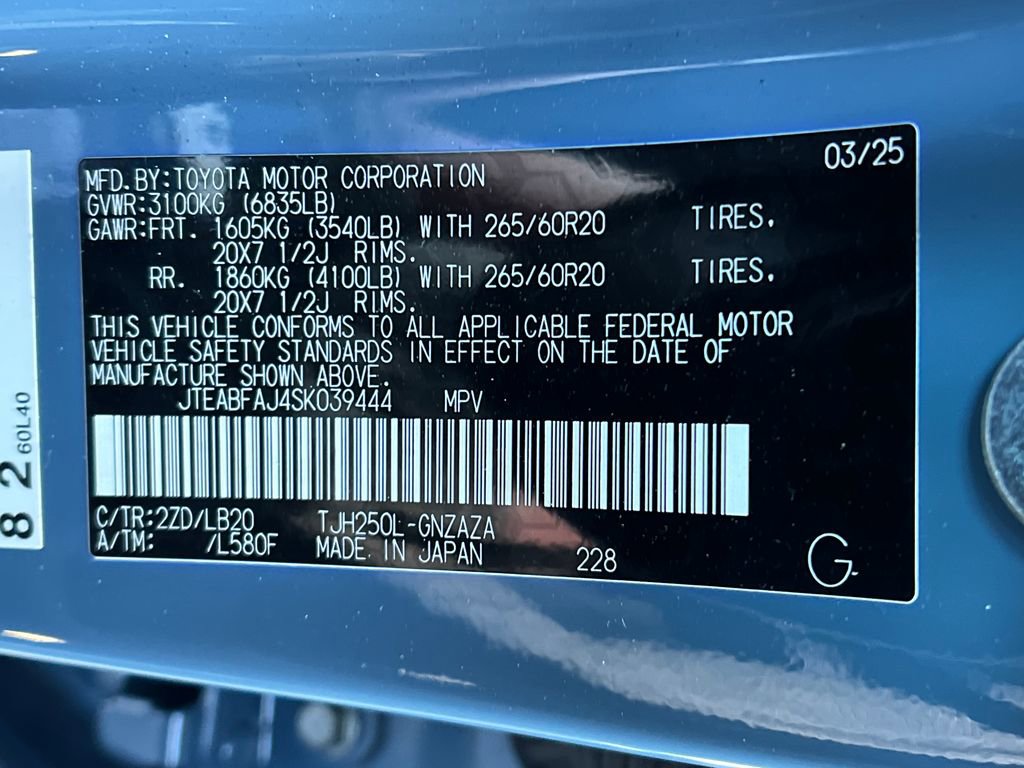 03/25
MFD.BY:TOYOTA MOTOR CORPORATION
GVWR:3100KG (6835LB)
GAWR:FRT. 1605KG (3540LB) WITH 265/60R20 TIRES.
20X7 1/2J RIMS.
RR. 1860KG (4100LB) WITH 265/60R20 TIRES.
20X7 1/2J RIMS.
THIS VEHICLE CONFORMS TO ALL APPLICABLE FEDERAL MOTOR
VEHICLE SAFETY STANDARDS IN EFFECT ON THE DATE OF
MANUFACTURE SHOWN ABOVE.
JTEABFAJ4SK039444 MPV
C/TR:2ZD/LB20 TJH250L-GNZAZA
A/TM: /L580F MADE IN JAPAN 228
G
8 2 60L40